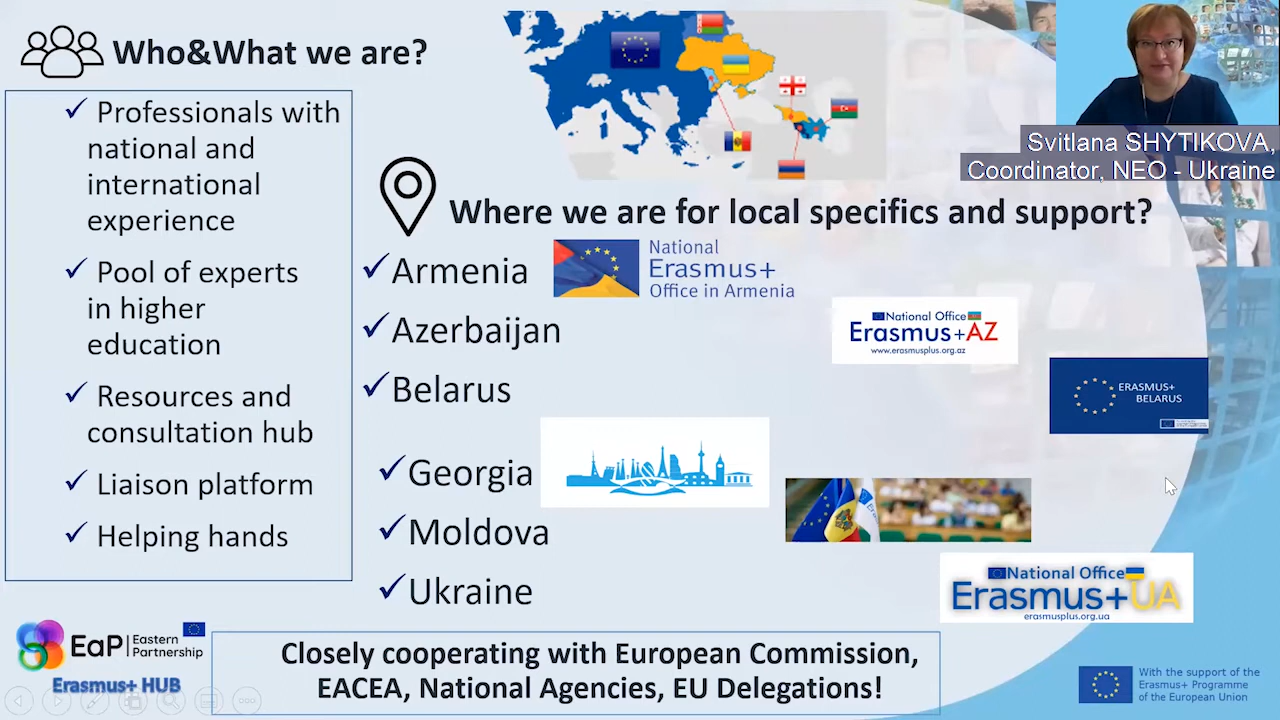 Who&What we are?
✓ Professionals with
national and
international
experience
✓ Pool of experts
in higher
education
✓ Resources and
consultation hub
✓ Liaison platform
✓ Helping hands
Svitlana SHYTIKOVA,
Coordinator, NEO - Ukraine
Where we are for local specifics and support?
✓ Armenia
National
Erasmus+
Office in Armenia
✓ Azerbaijan
National Office
Erasmus+AZ
www.erasmusplus.org.az
✓ Belarus
ERASMUS+
BELARUS
✓ Georgia
✓ Moldova
✓ Ukraine
National Office
Erasmus+UA
erasmusplus.org.ua
EaP Eastern
Partnership
Erasmus+ HUB
Closely cooperating with European Commission,
EACEA, National Agencies, EU Delegations!
With the support of the
Erasmus+ Programme
of the European Union